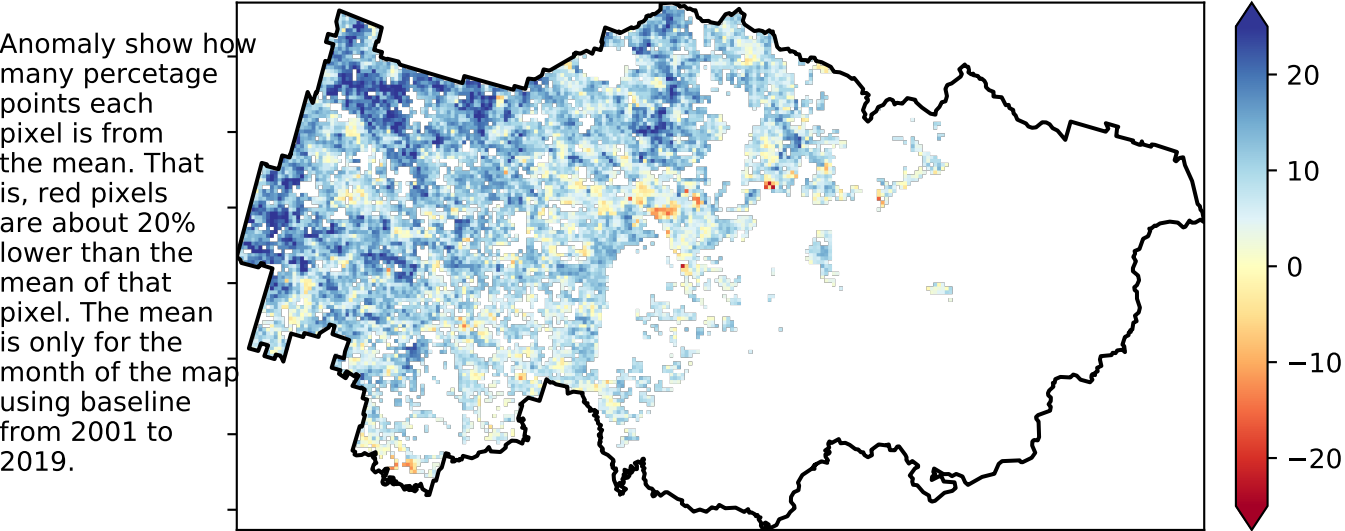 Anomaly show how
many percetage
points each
pixel is from
the mean. That
is, red pixels
are about 20%
lower than the
mean of that
pixel. The mean
is only for the
month of the map
using baseline
from 2001 to
2019.
20
10
0
−10
−20